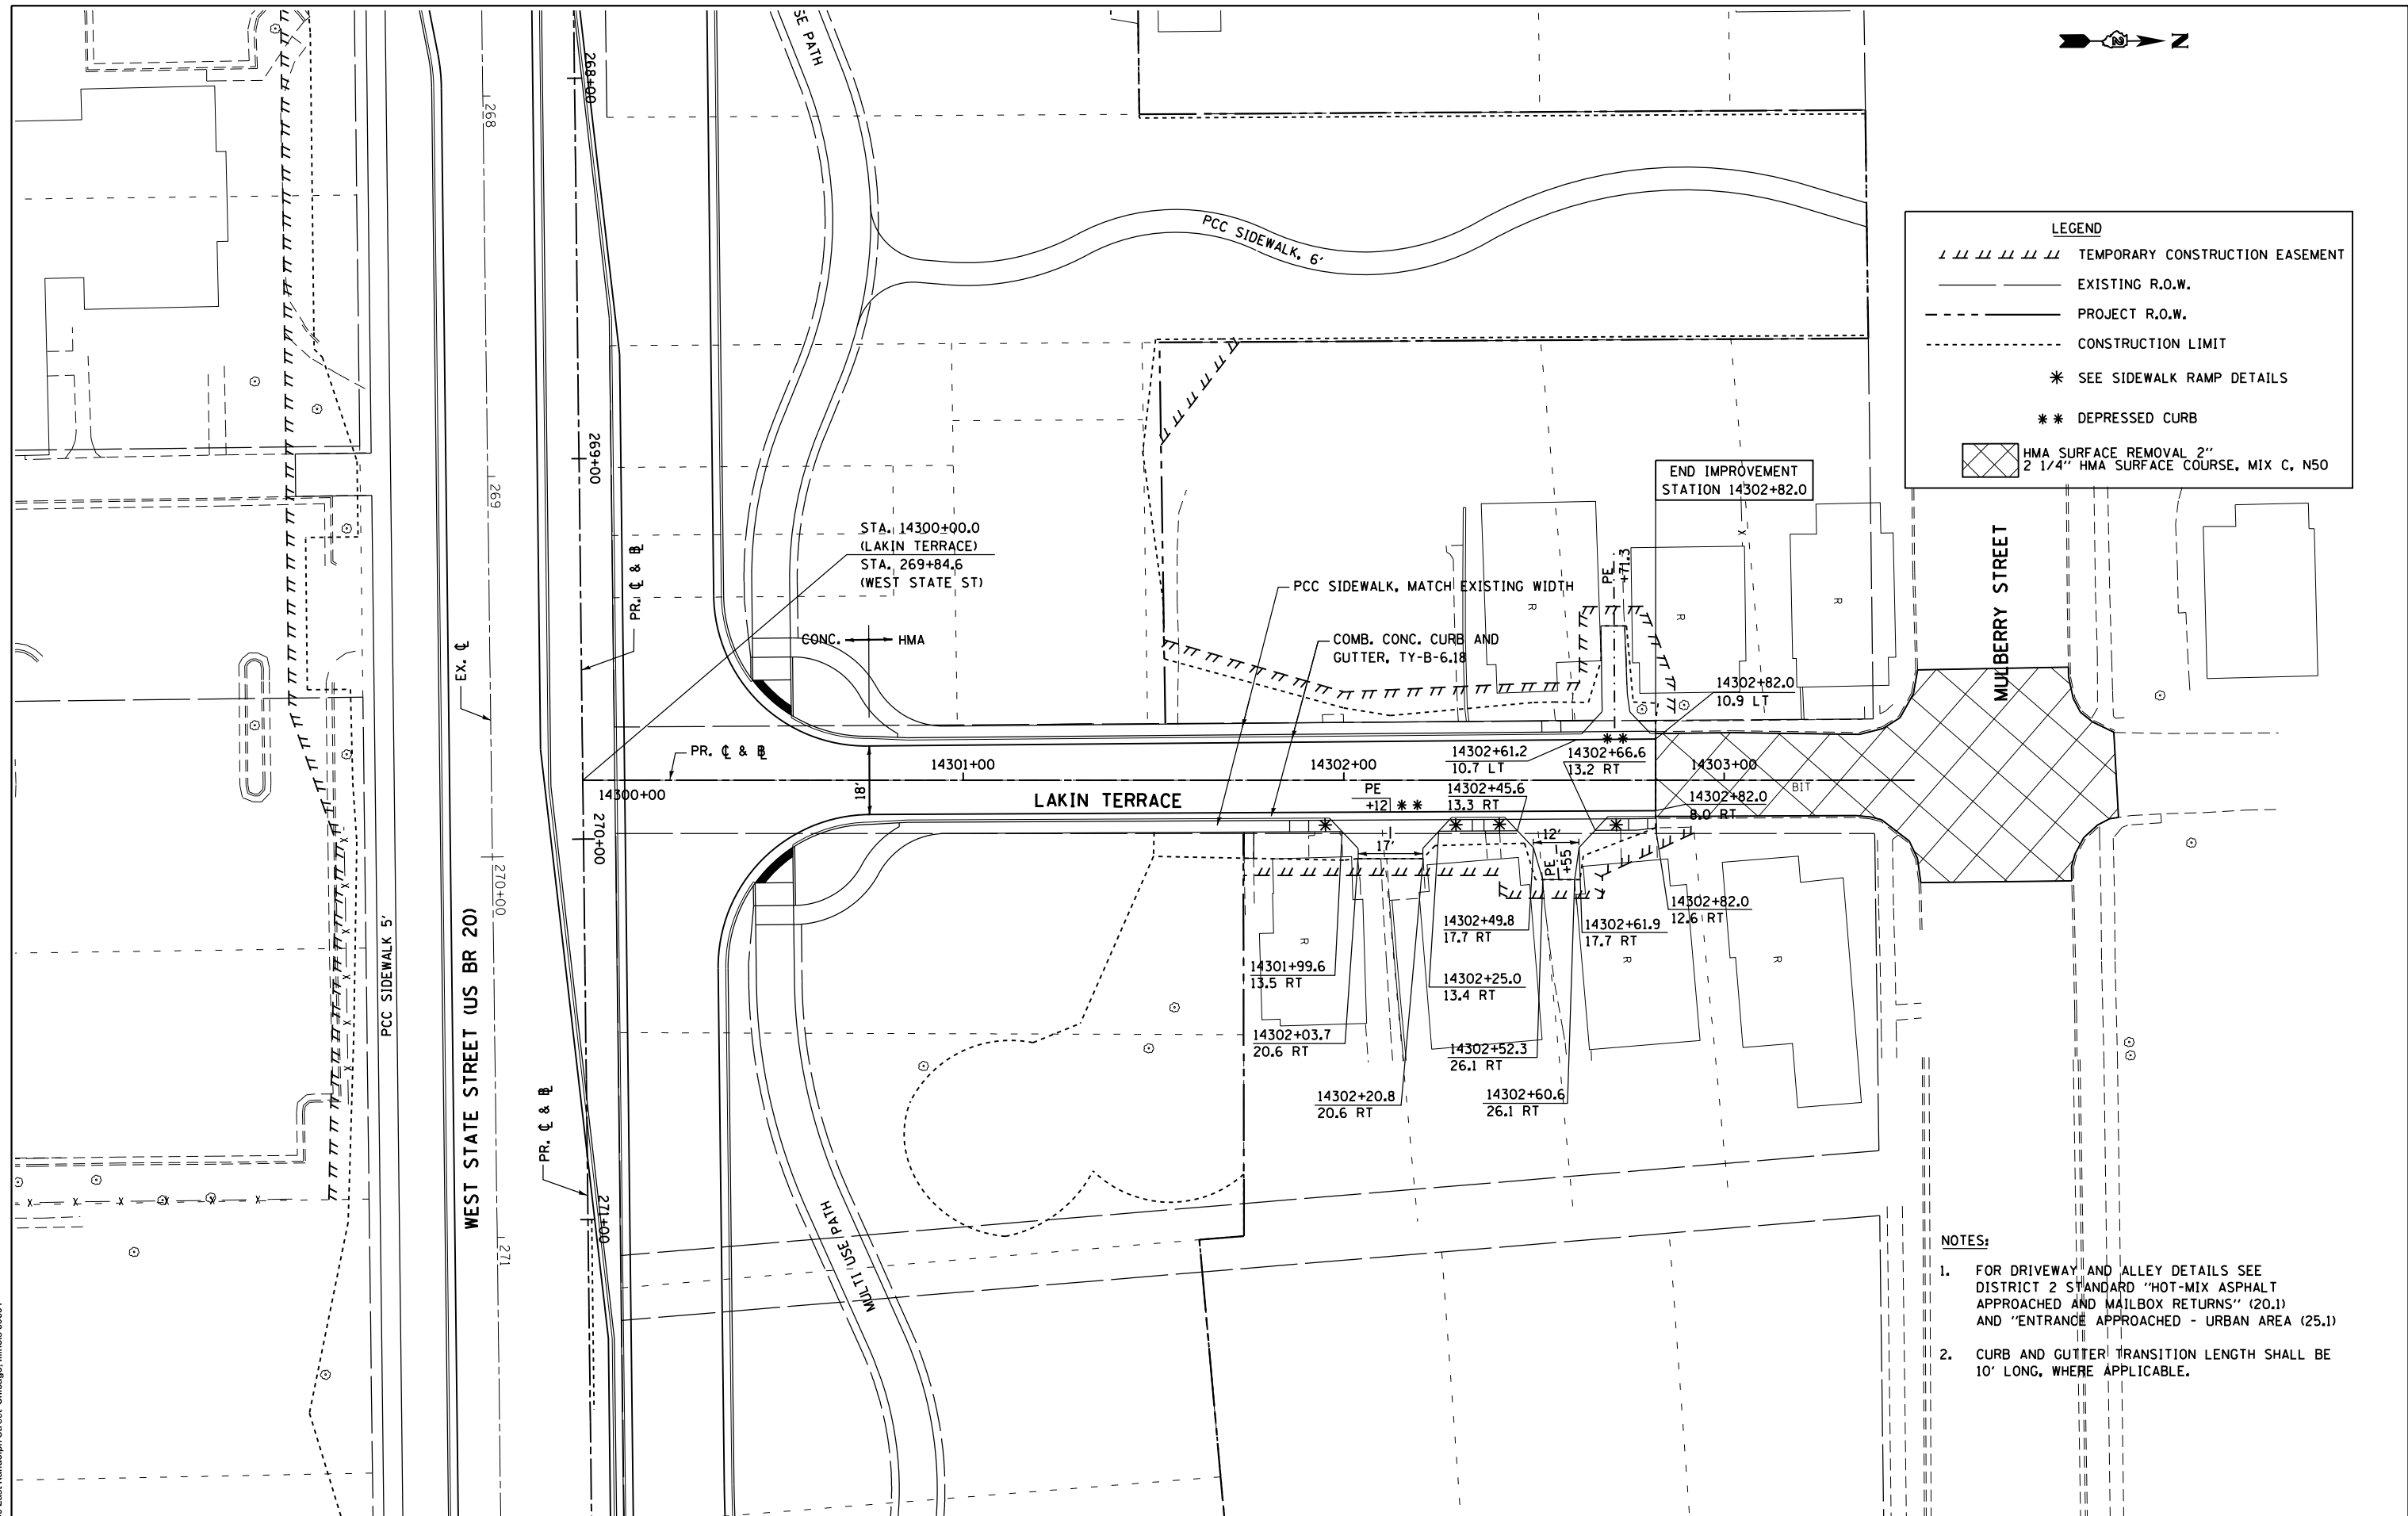 SE PATH
N
2
268+00
268
PCC SIDEWALK, 6'
LEGEND
TEMPORARY CONSTRUCTION EASEMENT
EXISTING R.O.W.
PROJECT R.O.W.
CONSTRUCTION LIMIT
* SEE SIDEWALK RAMP DETAILS
** DEPRESSED CURB
HMA SURFACE REMOVAL 2"
2 1/4" HMA SURFACE COURSE, MIX C, N50
269+00
269
END IMPROVEMENT
STATION 14302+82.0
STA. 14300+00.0
(LAKIN TERRACE)
STA. 269+84.6
(WEST STATE ST)
PR. ℄ & B
EX. ℄
CONC.
HMA
PCC SIDEWALK, MATCH EXISTING WIDTH
COMB. CONC. CURB AND
GUTTER, TY-B-6.18
PE
+71.3
R
R
R
X
MULBERRY STREET
14302+82.0
10.9 LT
**
PR. ℄ & B
14302+61.2
10.7 LT
14302+66.6
13.2 RT
14300+00
14301+00
14302+00
14303+00
BIT
18'
LAKIN TERRACE
PE
+12 **
14302+45.6
13.3 RT
14302+82.0
8.0 RT
* * * *
17'
12'
PE
+55
270+00
270+00
14302+82.0
12.6 RT
14302+49.8
17.7 RT
14302+61.9
17.7 RT
R
R
R
14301+99.6
13.5 RT
14302+25.0
13.4 RT
14302+03.7
20.6 RT
14302+52.3
26.1 RT
14302+20.8
20.6 RT
14302+60.6
26.1 RT
PCC SIDEWALK 5'
WEST STATE STREET (US BR 20)
PR. ℄ & B
271+00
271
MULTI USE PATH
X X X X X
X X X X X X
NOTES:
1. FOR DRIVEWAY AND ALLEY DETAILS SEE
DISTRICT 2 STANDARD "HOT-MIX ASPHALT
APPROACHED AND MAILBOX RETURNS" (20.1)
AND "ENTRANCE APPROACHED - URBAN AREA (25.1)
2. CURB AND GUTTER TRANSITION LENGTH SHALL BE
10' LONG, WHERE APPLICABLE.